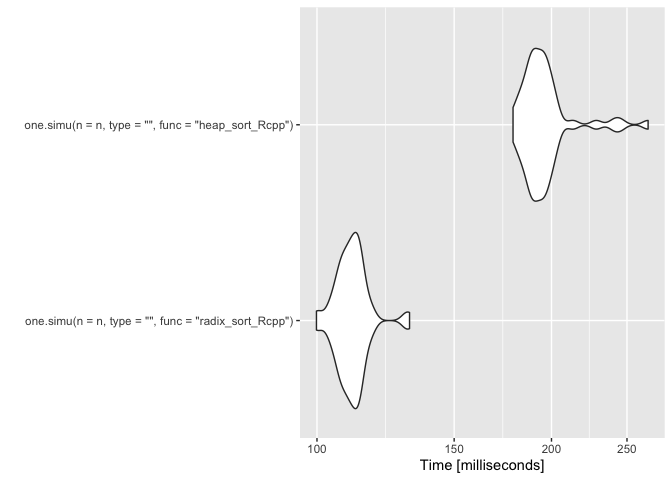 one.simu(n = n, type = "", func = "heap_sort_Rcpp")
one.simu(n = n, type = "", func = "radix_sort_Rcpp")
100 150 200 250
Time [milliseconds]